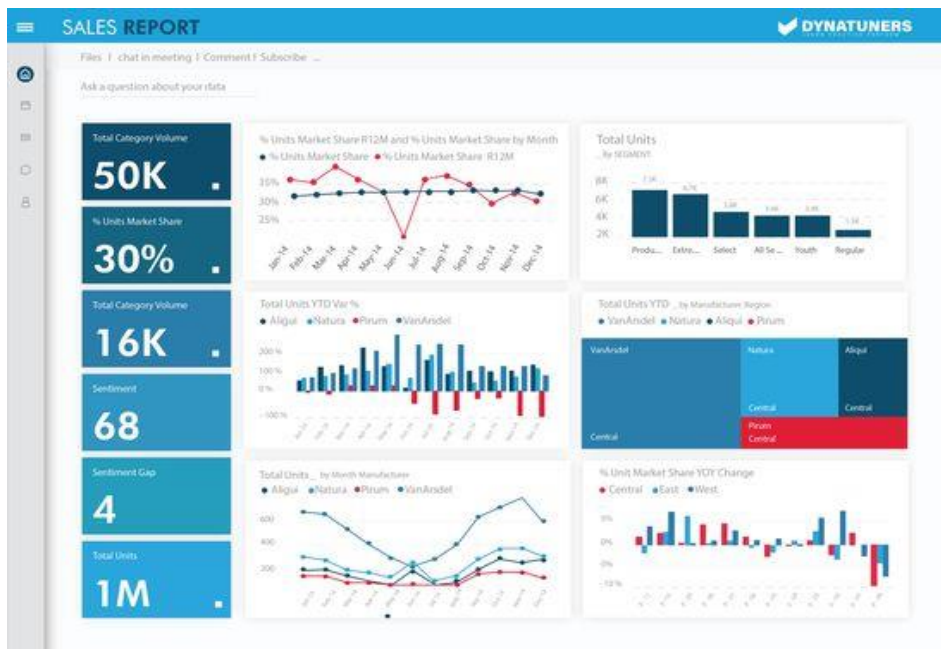 SALES REPORT
DYNATUNERS
Files I chat in meeting I Comment I Subscribe ...
Ask a question about your data
Total Category Volume
50K
% Units Market Share
30%
Total Category Volume
16K
Sentiment
68
Sentiment Gap
4
Total Units
1M
% Units Market Share R12M and % Units Market Share by Month
% Units Market Share % Units Market Share R12M
35%
30%
25%
Jan-14 Feb-14 Mar-14 Apr-14 May-14 Jun-14 Jul-14 Aug-14 Sep-14 Oct-14 Nov-14 Dec-14
Total Units
_ by SEGMENT
8K
6K
4K
2K
Produ... Extre... Select All Se... Youth Regular
Total Units YTD Var %
Aliqui Natura Pirum VanArsdel
200 %
100 %
0 %
-100 %
Total Units YTD _ by Manufacturer Region
VanArsdel Natura Aliqui Pirum
VanArsdel
Central
Natura
Central
Aliqui
Central
Pirum
Central
Total Units _ by Month Manufacturer
Aliqui Natura Pirum VanArsdel
600
400
200
% Unit Market Share YOY Change
Central East West
0%
-10 %